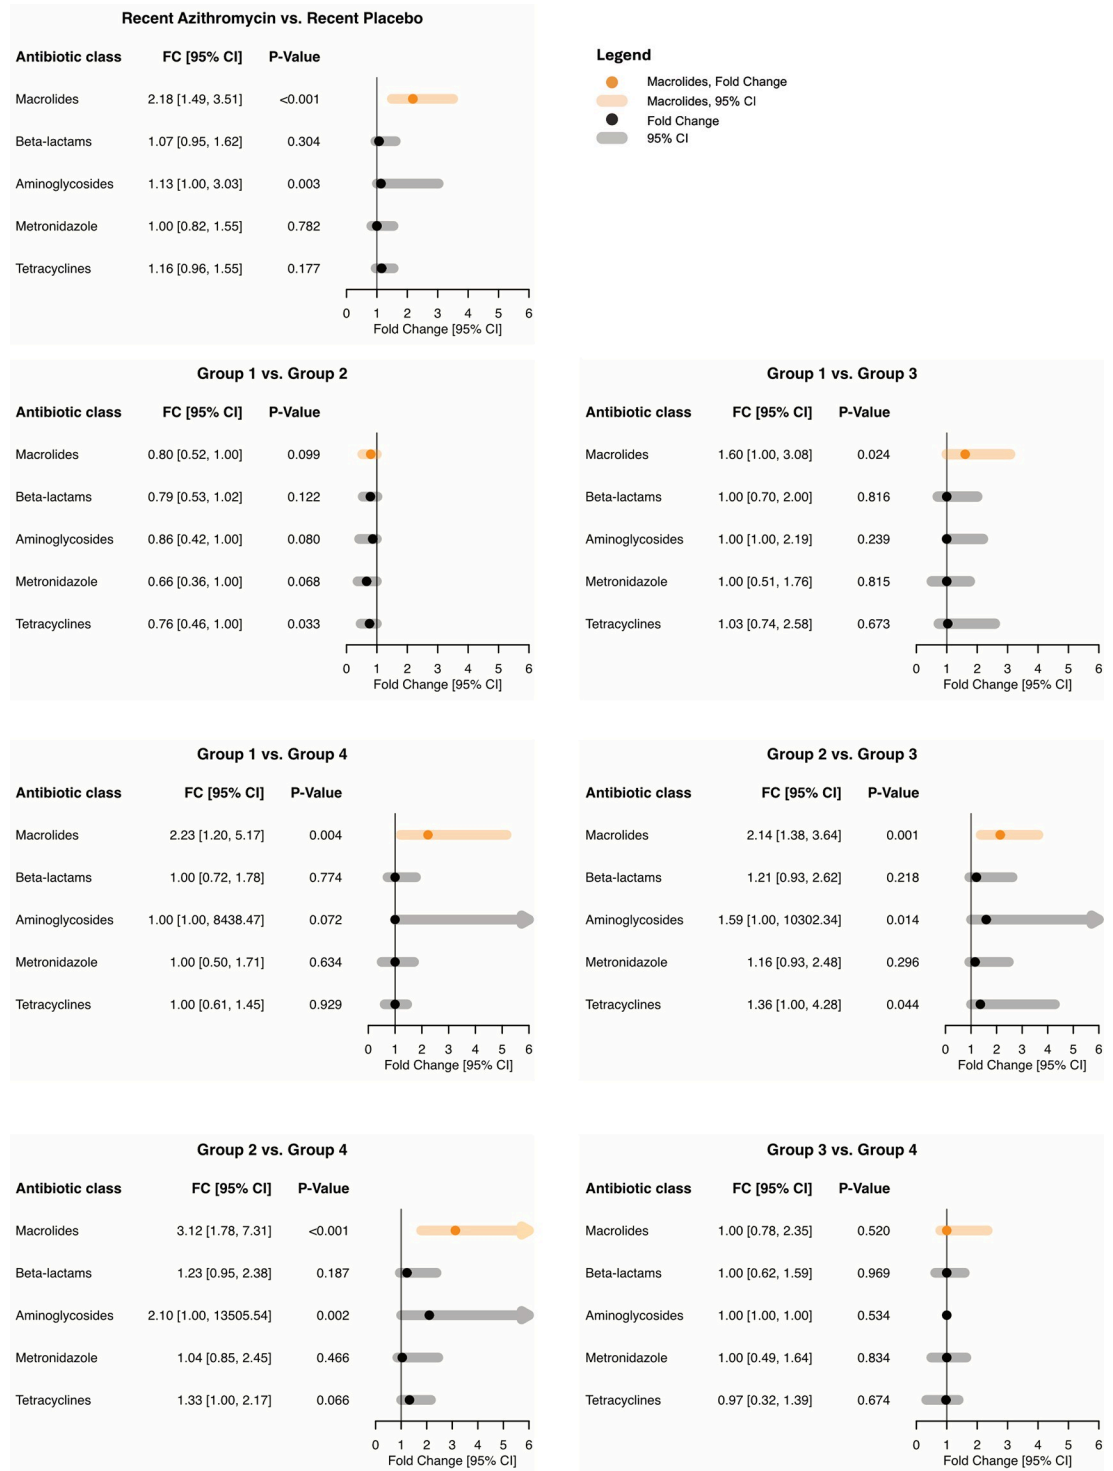 Recent Azithromycin vs. Recent Placebo
Antibiotic class FC [95% CI] P-Value
Macrolides 2.18 [1.49, 3.51] <0.001
Beta-lactams 1.07 [0.95, 1.62] 0.304
Aminoglycosides 1.13 [1.00, 3.03] 0.003
Metronidazole 1.00 [0.82, 1.55] 0.782
Tetracyclines 1.16 [0.96, 1.55] 0.177
0 1 2 3 4 5 6
Fold Change [95% CI]
Legend
Macrolides, Fold Change
Macrolides, 95% CI
Fold Change
95% CI
Group 1 vs. Group 2
Antibiotic class FC [95% CI] P-Value
Macrolides 0.80 [0.52, 1.00] 0.099
Beta-lactams 0.79 [0.53, 1.02] 0.122
Aminoglycosides 0.86 [0.42, 1.00] 0.080
Metronidazole 0.66 [0.36, 1.00] 0.068
Tetracyclines 0.76 [0.46, 1.00] 0.033
0 1 2 3 4 5 6
Fold Change [95% CI]
Group 1 vs. Group 3
Antibiotic class FC [95% CI] P-Value
Macrolides 1.60 [1.00, 3.08] 0.024
Beta-lactams 1.00 [0.70, 2.00] 0.816
Aminoglycosides 1.00 [1.00, 2.19] 0.239
Metronidazole 1.00 [0.51, 1.76] 0.815
Tetracyclines 1.03 [0.74, 2.58] 0.673
0 1 2 3 4 5 6
Fold Change [95% CI]
Group 1 vs. Group 4
Antibiotic class FC [95% CI] P-Value
Macrolides 2.23 [1.20, 5.17] 0.004
Beta-lactams 1.00 [0.72, 1.78] 0.774
Aminoglycosides 1.00 [1.00, 8438.47] 0.072
Metronidazole 1.00 [0.50, 1.71] 0.634
Tetracyclines 1.00 [0.61, 1.45] 0.929
0 1 2 3 4 5 6
Fold Change [95% CI]
Group 2 vs. Group 3
Antibiotic class FC [95% CI] P-Value
Macrolides 2.14 [1.38, 3.64] 0.001
Beta-lactams 1.21 [0.93, 2.62] 0.218
Aminoglycosides 1.59 [1.00, 10302.34] 0.014
Metronidazole 1.16 [0.93, 2.48] 0.296
Tetracyclines 1.36 [1.00, 4.28] 0.044
0 1 2 3 4 5 6
Fold Change [95% CI]
Group 2 vs. Group 4
Antibiotic class FC [95% CI] P-Value
Macrolides 3.12 [1.78, 7.31] <0.001
Beta-lactams 1.23 [0.95, 2.38] 0.187
Aminoglycosides 2.10 [1.00, 13505.54] 0.002
Metronidazole 1.04 [0.85, 2.45] 0.466
Tetracyclines 1.33 [1.00, 2.17] 0.066
0 1 2 3 4 5 6
Fold Change [95% CI]
Group 3 vs. Group 4
Antibiotic class FC [95% CI] P-Value
Macrolides 1.00 [0.78, 2.35] 0.520
Beta-lactams 1.00 [0.62, 1.59] 0.969
Aminoglycosides 1.00 [1.00, 1.00] 0.534
Metronidazole 1.00 [0.49, 1.64] 0.834
Tetracyclines 0.97 [0.32, 1.39] 0.674
0 1 2 3 4 5 6
Fold Change [95% CI]